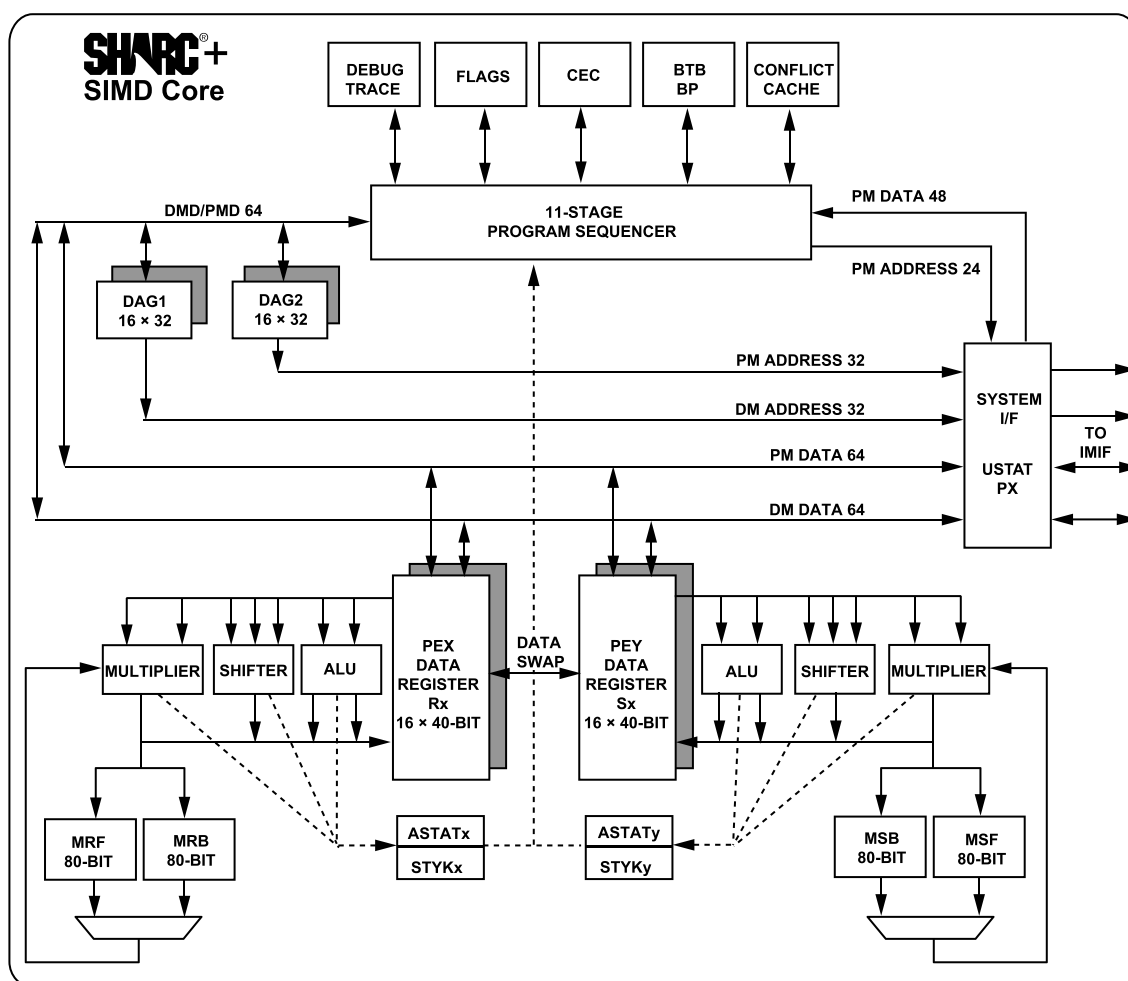 SHARC®+
SIMD Core
DEBUG
TRACE
FLAGS
CEC
BTB
BP
CONFLICT
CACHE
DMD/PMD 64
11-STAGE
PROGRAM SEQUENCER
PM DATA 48
PM ADDRESS 24
DAG1
16 × 32
DAG2
16 × 32
PM ADDRESS 32
DM ADDRESS 32
PM DATA 64
DM DATA 64
SYSTEM
I/F
USTAT
PX
TO
IMIF
MULTIPLIER
SHIFTER
ALU
PEX
DATA
REGISTER
Rx
16 × 40-BIT
DATA
SWAP
PEY
DATA
REGISTER
Sx
16 × 40-BIT
ALU
SHIFTER
MULTIPLIER
MRF
80-BIT
MRB
80-BIT
ASTATx
STYKx
ASTATy
STYKy
MSB
80-BIT
MSF
80-BIT